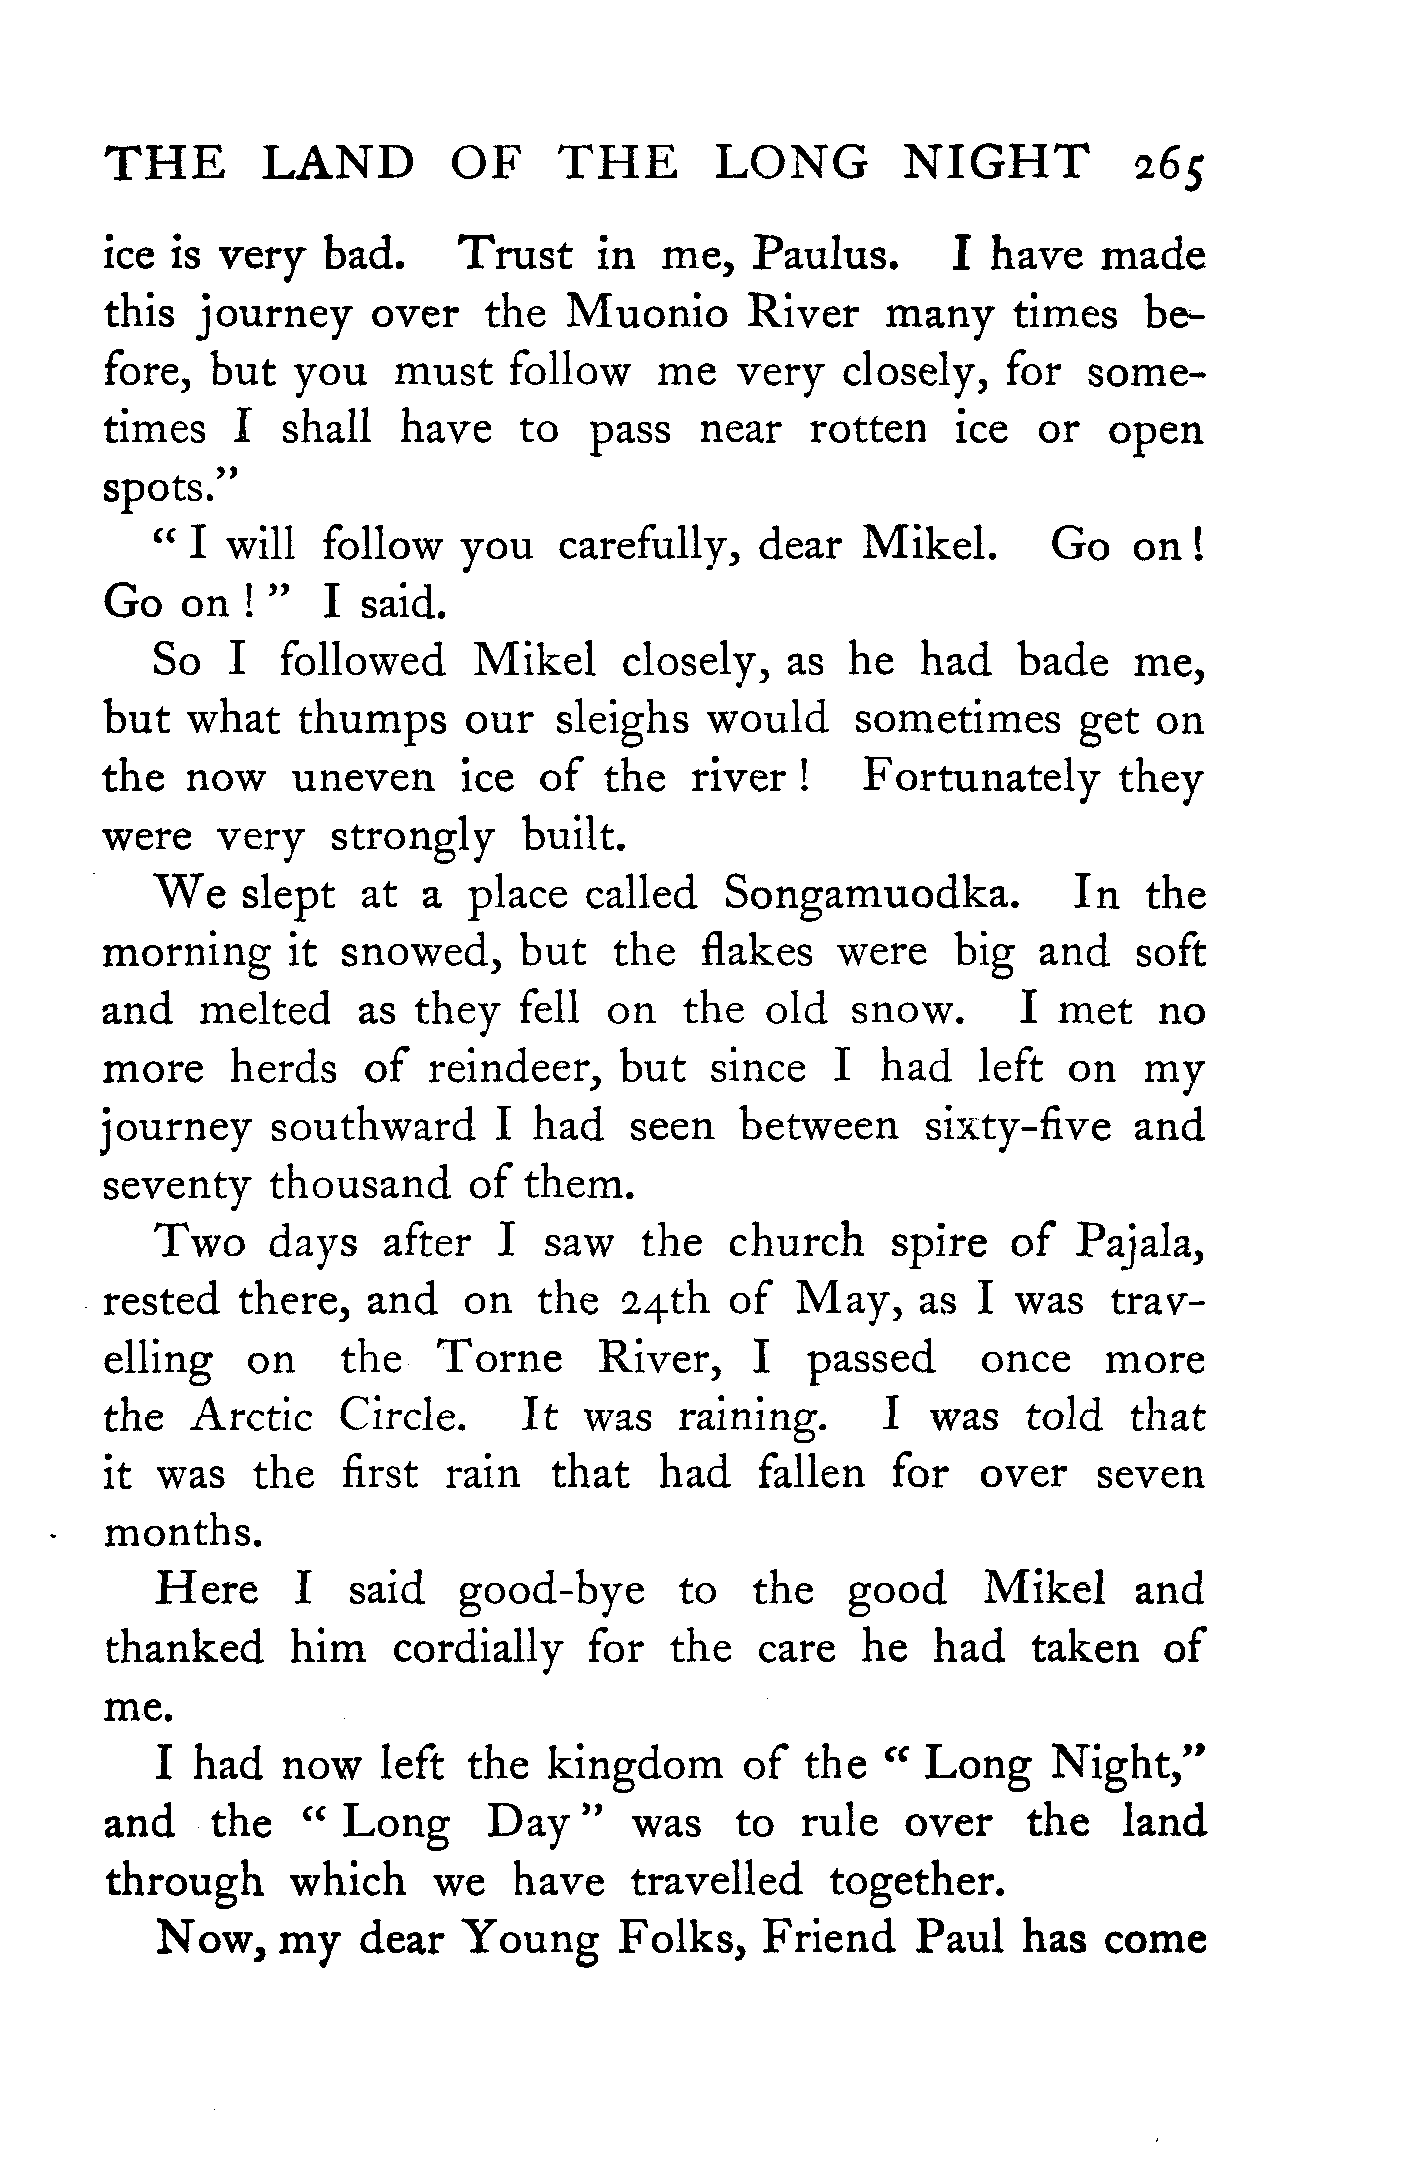 THE LAND OF THE LONG NIGHT 265
ice is very bad. Trust in me, Paulus. I have made
this journey over the Muonio River many times be-
fore, but you must follow me very closely, for some-
times I shall have to pass near rotten ice or open
spots."
" I will follow you carefully, dear Mikel. Go on !
Go on ! " I said.
So I followed Mikel closely, as he had bade me,
but what thumps our sleighs would sometimes get on
the now uneven ice of the river ! Fortunately they
were very strongly built.
We slept at a place called Songamuodka. In the
morning it snowed, but the flakes were big and soft
and melted as they fell on the old snow. I met no
more herds of reindeer, but since I had left on my
journey southward I had seen between sixty-five and
seventy thousand of them.
Two days after I saw the church spire of Pajala,
rested there, and on the 24th of May, as I was trav-
elling on the Torne River, I passed once more
the Arctic Circle. It was raining. I was told that
it was the first rain that had fallen for over seven
months.
Here I said good-bye to the good Mikel and
thanked him cordially for the care he had taken of
me.
I had now left the kingdom of the " Long Night,"
and the " Long Day " was to rule over the land
through which we have travelled together.
Now, my dear Young Folks, Friend Paul has come